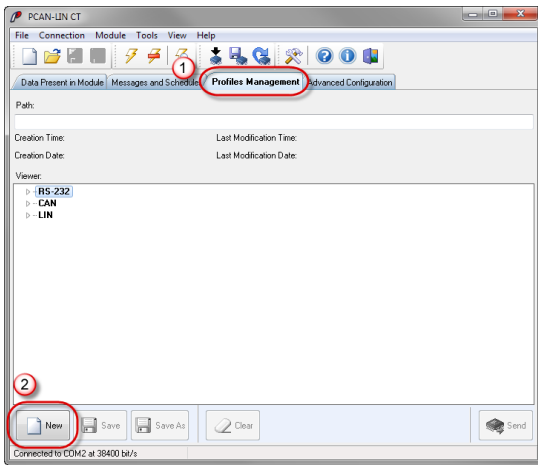 PCAN-LIN CT
File Connection Module Tools View Help
1
Data Present in Module Messages and Schedules Profiles Management Advanced Configuration
Path:
Creation Time: Last Modification Time:
Creation Date: Last Modification Date:
Viewer:
RS-232
CAN
LIN
2
New Save Save As Clear Send
Connected to COM2 at 38400 bit/s